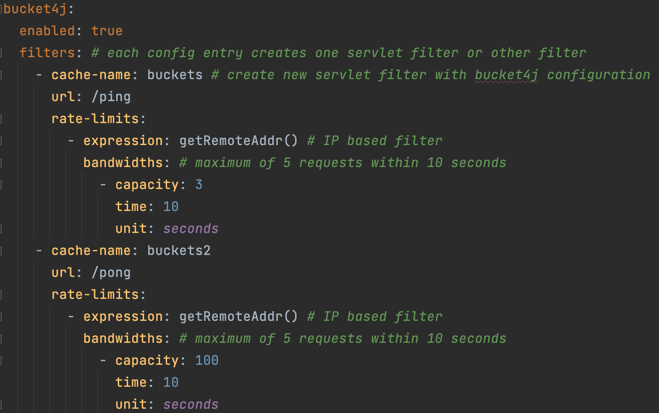 bucket4j:
  enabled: true
  filters: # each config entry creates one servlet filter or other filter
    - cache-name: buckets # create new servlet filter with bucket4j configuration
      url: /ping
      rate-limits:
        - expression: getRemoteAddr() # IP based filter
          bandwidths: # maximum of 5 requests within 10 seconds
            - capacity: 3
              time: 10
              unit: seconds
    - cache-name: buckets2
      url: /pong
      rate-limits:
        - expression: getRemoteAddr() # IP based filter
          bandwidths: # maximum of 5 requests within 10 seconds
            - capacity: 100
              time: 10
              unit: seconds